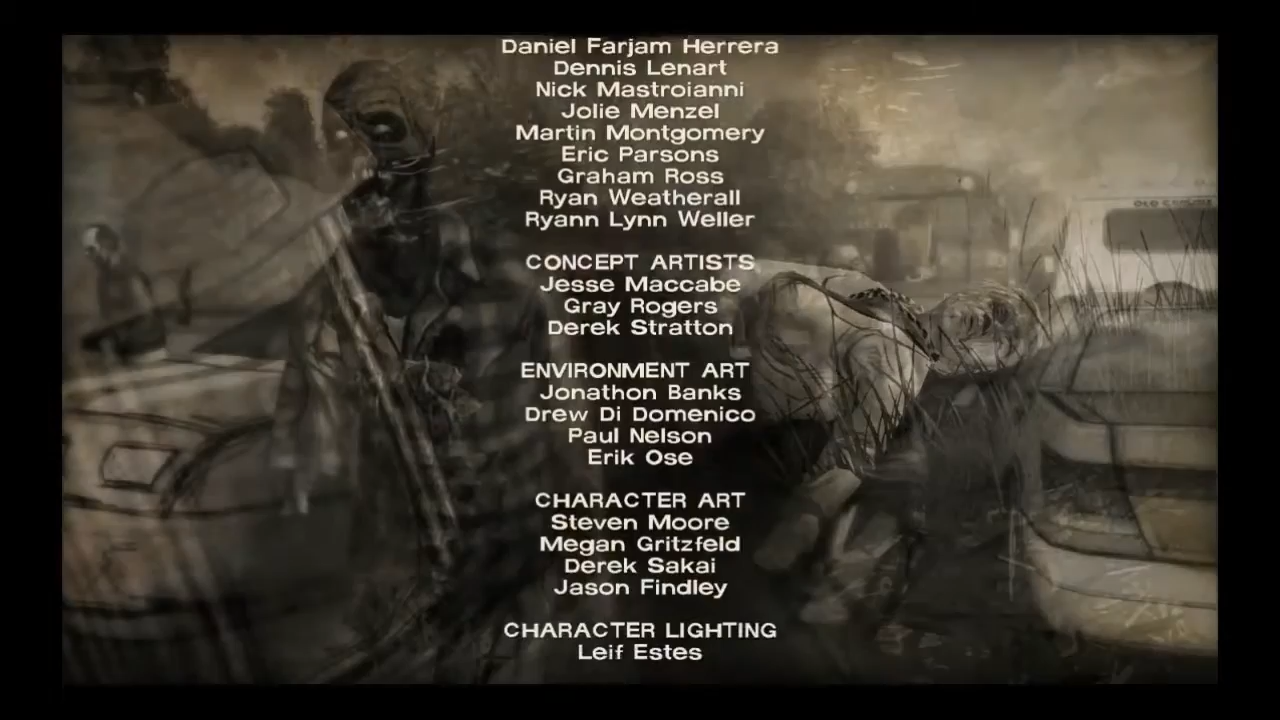 Daniel Farjam Herrera
Dennis Lenart
Nick Mastroianni
Jolie Menzel
Martin Montgomery
Eric Parsons
Graham Ross
Ryan Weatherall
Ryann Lynn Weller
CONCEPT ARTISTS
Jesse Maccabe
Gray Rogers
Derek Stratton
ENVIRONMENT ART
Jonathon Banks
Drew Di Domenico
Paul Nelson
Erik Ose
CHARACTER ART
Steven Moore
Megan Gritzfeld
Derek Sakai
Jason Findley
CHARACTER LIGHTING
Leif Estes